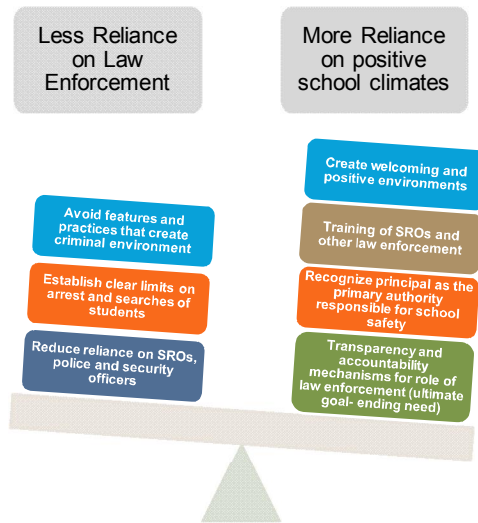 Less Reliance
on Law
Enforcement
More Reliance
on positive
school climates
Create welcoming and
positive environments
Avoid features and
practices that create
criminal environment
Training of SROs and
other law enforcement
Establish clear limits on
arrest and searches of
students
Recognize principal as the
primary authority
responsible for school
safety
Reduce reliance on SROs,
police and security
officers
Transparency and
accountability
mechanisms for role of
law enforcement (ultimate
goal- ending need)